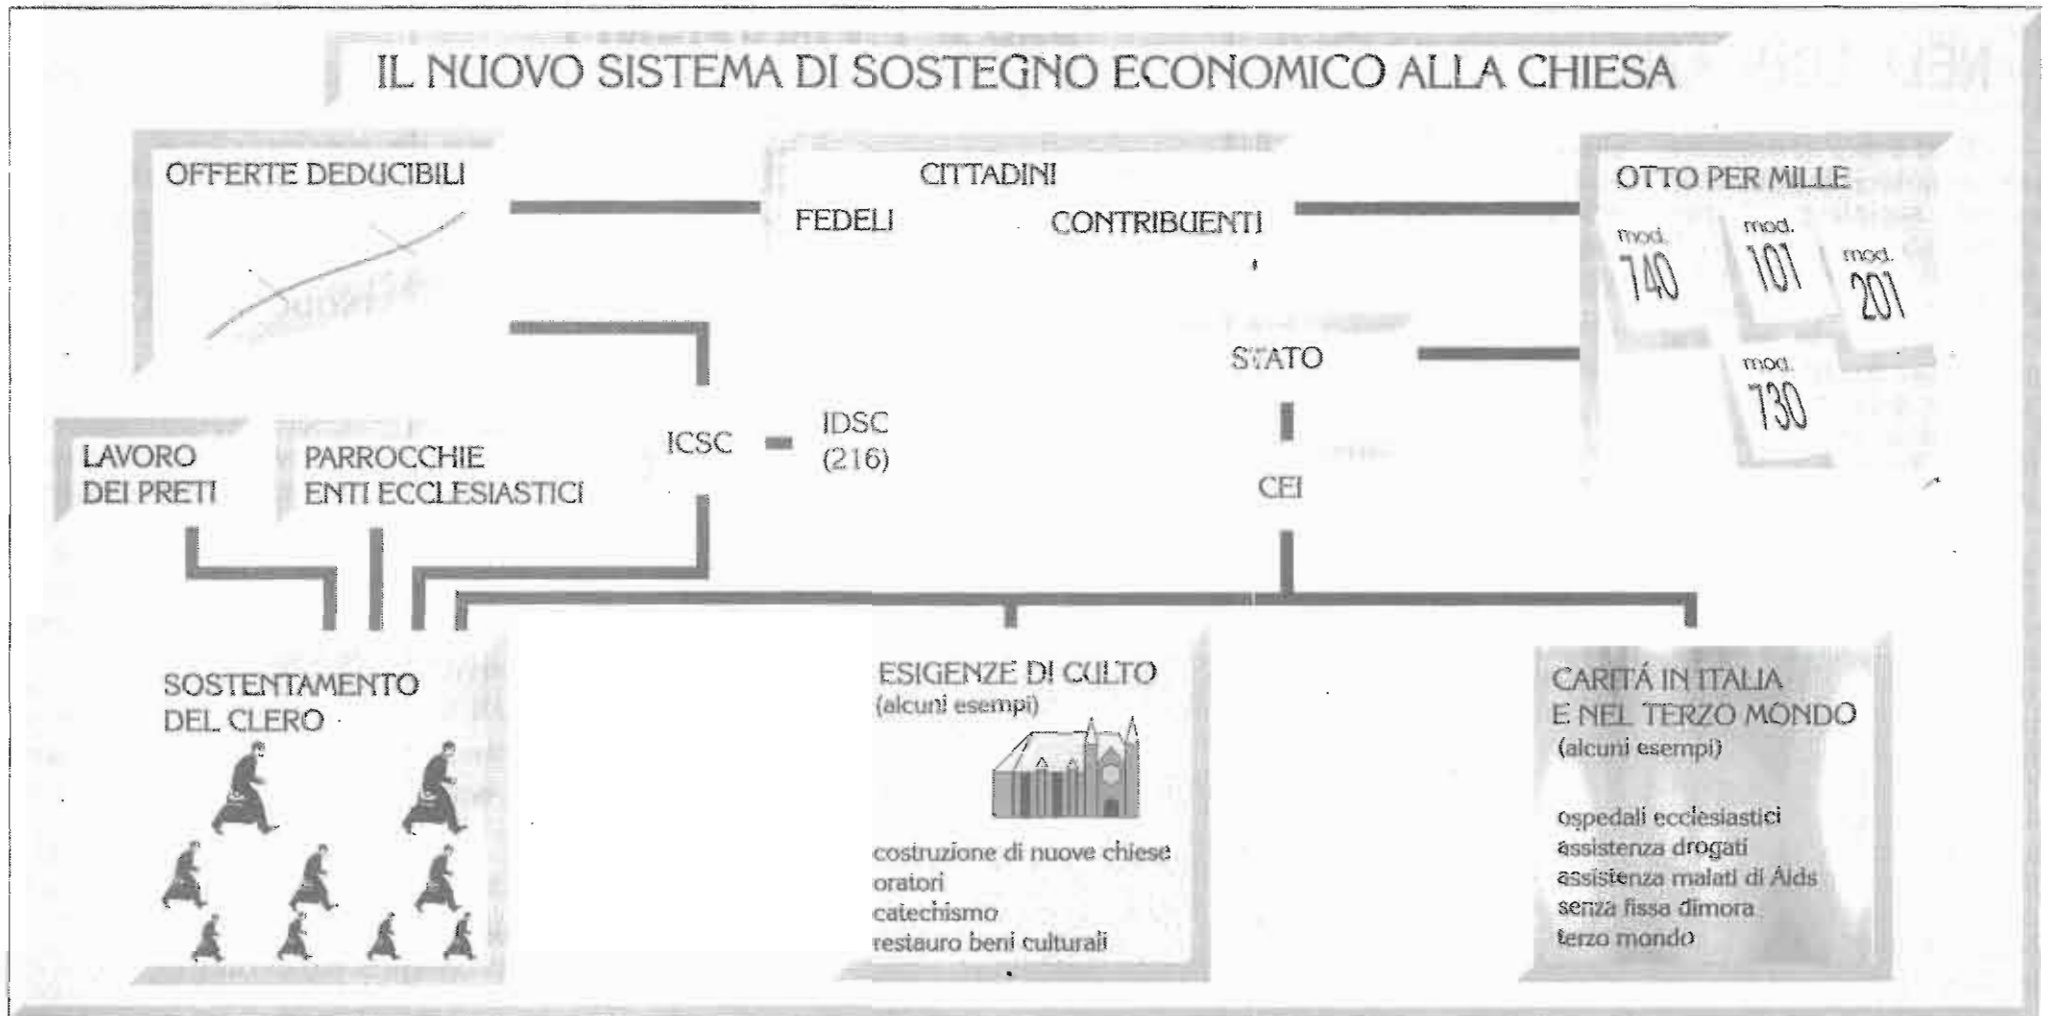 IL NUOVO SISTEMA DI SOSTEGNO ECONOMICO ALLA CHIESA
OFFERTE DEDUCIBILI
CITTADINI
FEDELI
CONTRIBUENTI
OTTO PER MILLE
mod.
740
mod.
101
mod.
201
mod.
730
STATO
ICSC
IDSC
(216)
CEI
LAVORO
DEI PRETI
PARROCCHIE
ENTI ECCLESIASTICI
SOSTENTAMENTO
DEL CLERO
ESIGENZE DI CULTO
(alcuni esempi)
costruzione di nuove chiese
oratori
catechismo
restauro beni culturali
CARITÁ IN ITALIA
E NEL TERZO MONDO
(alcuni esempi)
ospedali ecclesiastici
assistenza drogati
assistenza malati di Aids
senza fissa dimora
terzo mondo